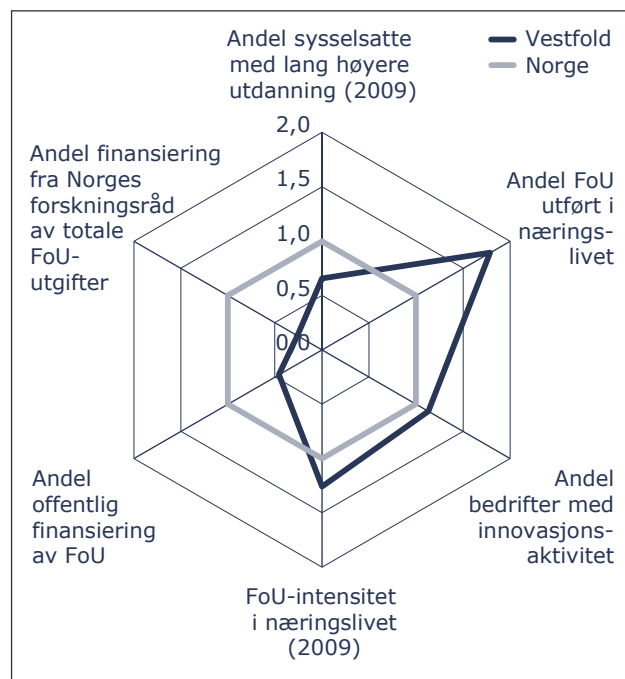 Andel sysselsatte
med lang høyere
utdanning (2009)
Vestfold
Norge
Andel finansiering
fra Norges
forskningsråd
av totale
FoU-
utgifter
2,0
1,5
1,0
0,5
0,0
Andel FoU
utført i
nærings-
livet
Andel
offentlig
finansiering
av FoU
Andel
bedrifter med
innovasjons-
aktivitet
FoU-intensitet
i næringslivet
(2009)